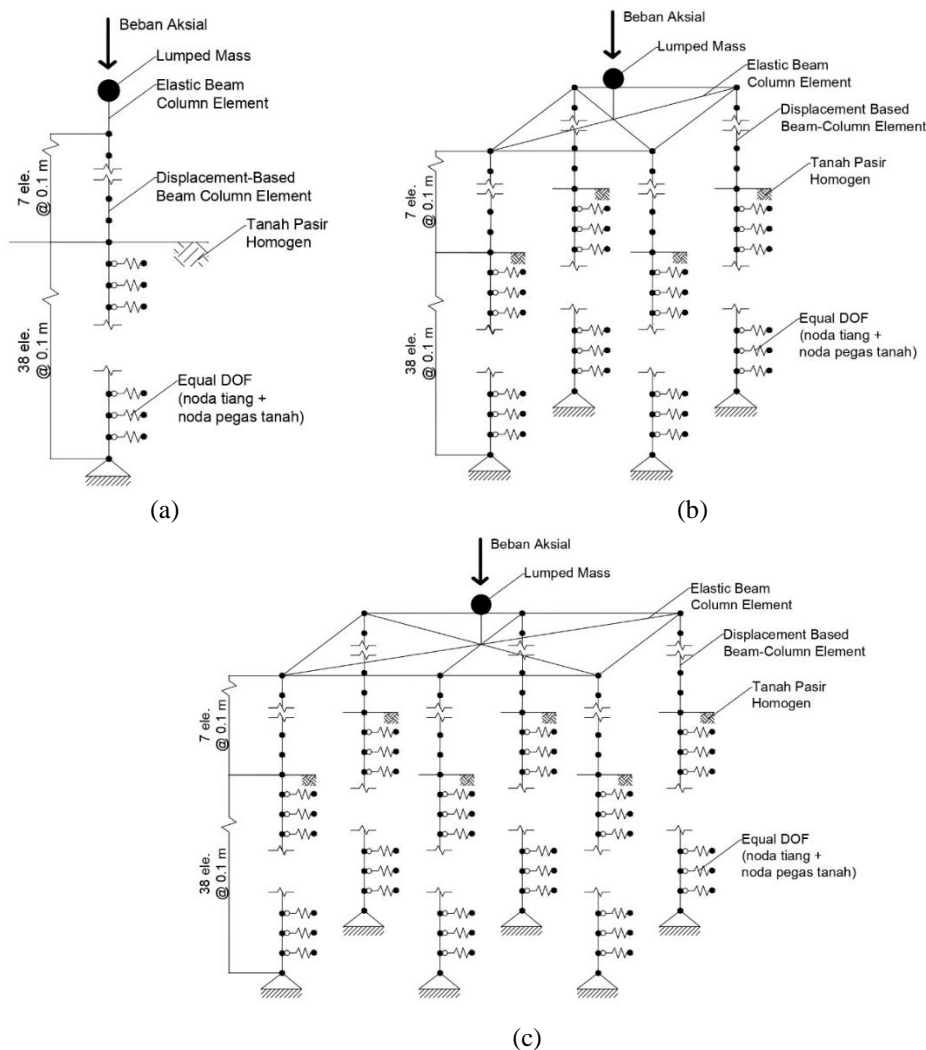 Beban Aksial
Lumped Mass
Elastic Beam
Column Element
7 ele.
@ 0.1 m
Displacement-Based
Beam Column Element
Tanah Pasir
Homogen
38 ele.
@ 0.1 m
Equal DOF
(noda tiang +
noda pegas tanah)
(a)
Beban Aksial
Lumped Mass
Elastic Beam
Column Element
Displacement Based
Beam-Column Element
7 ele.
@ 0.1 m
Tanah Pasir
Homogen
38 ele.
@ 0.1 m
Equal DOF
(noda tiang +
noda pegas tanah)
(b)
Beban Aksial
Lumped Mass
Elastic Beam
Column Element
Displacement Based
Beam-Column Element
7 ele.
@ 0.1 m
Tanah Pasir
Homogen
38 ele.
@ 0.1 m
Equal DOF
(noda tiang +
noda pegas tanah)
(c)